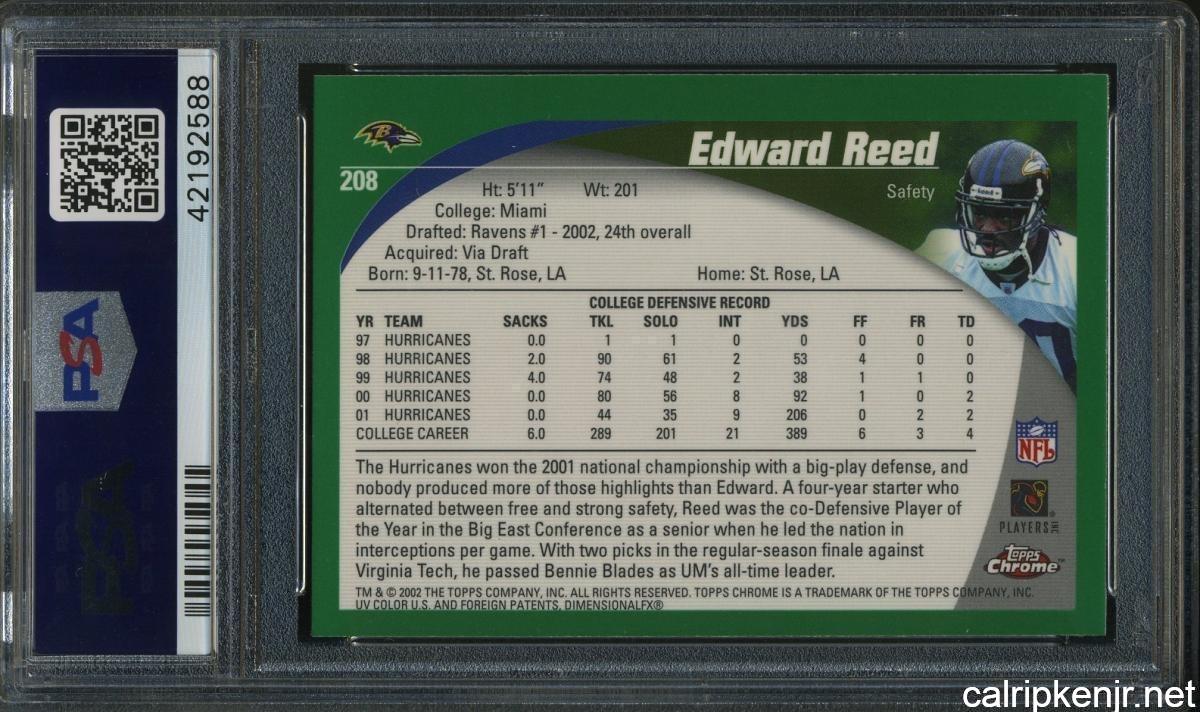 42192588
PSA
PSA
208
Edward Reed
Safety
Ht: 5'11" Wt: 201
College: Miami
Drafted: Ravens #1 - 2002, 24th overall
Acquired: Via Draft
Born: 9-11-78, St. Rose, LA Home: St. Rose, LA
COLLEGE DEFENSIVE RECORD
YR TEAM SACKS TKL SOLO INT YDS FF FR TD
97 HURRICANES 0.0 1 1 0 0 0 0 0
98 HURRICANES 2.0 90 61 2 53 4 0 0
99 HURRICANES 4.0 74 48 2 38 1 1 0
00 HURRICANES 0.0 80 56 8 92 1 0 2
01 HURRICANES 0.0 44 35 9 206 0 2 2
COLLEGE CAREER 6.0 289 201 21 389 6 3 4
The Hurricanes won the 2001 national championship with a big-play defense, and
nobody produced more of those highlights than Edward. A four-year starter who
alternated between free and strong safety, Reed was the co-Defensive Player of
the Year in the Big East Conference as a senior when he led the nation in
interceptions per game. With two picks in the regular-season finale against
Virginia Tech, he passed Bennie Blades as UM's all-time leader.
TM & © 2002 THE TOPPS COMPANY, INC. ALL RIGHTS RESERVED. TOPPS CHROME IS A TRADEMARK OF THE TOPPS COMPANY, INC.
UV COLOR U.S. AND FOREIGN PATENTS, DIMENSIONALFX®
NFL
PLAYERS INC
Topps
Chrome™
calripkenjr.net